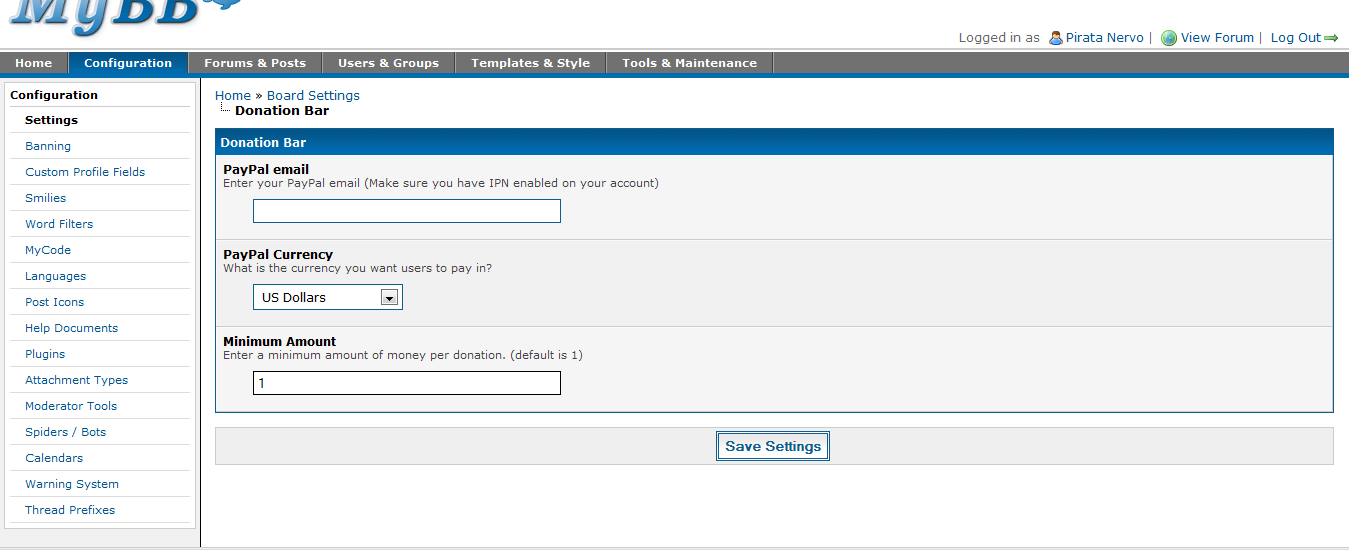 MyBB
Logged in as Pirata Nervo | View Forum | Log Out
Home Configuration Forums & Posts Users & Groups Templates & Style Tools & Maintenance
Configuration
Settings
Banning
Custom Profile Fields
Smilies
Word Filters
MyCode
Languages
Post Icons
Help Documents
Plugins
Attachment Types
Moderator Tools
Spiders / Bots
Calendars
Warning System
Thread Prefixes
Home » Board Settings
Donation Bar
Donation Bar
PayPal email
Enter your PayPal email (Make sure you have IPN enabled on your account)
PayPal Currency
What is the currency you want users to pay in?
US Dollars
Minimum Amount
Enter a minimum amount of money per donation. (default is 1)
1
Save Settings